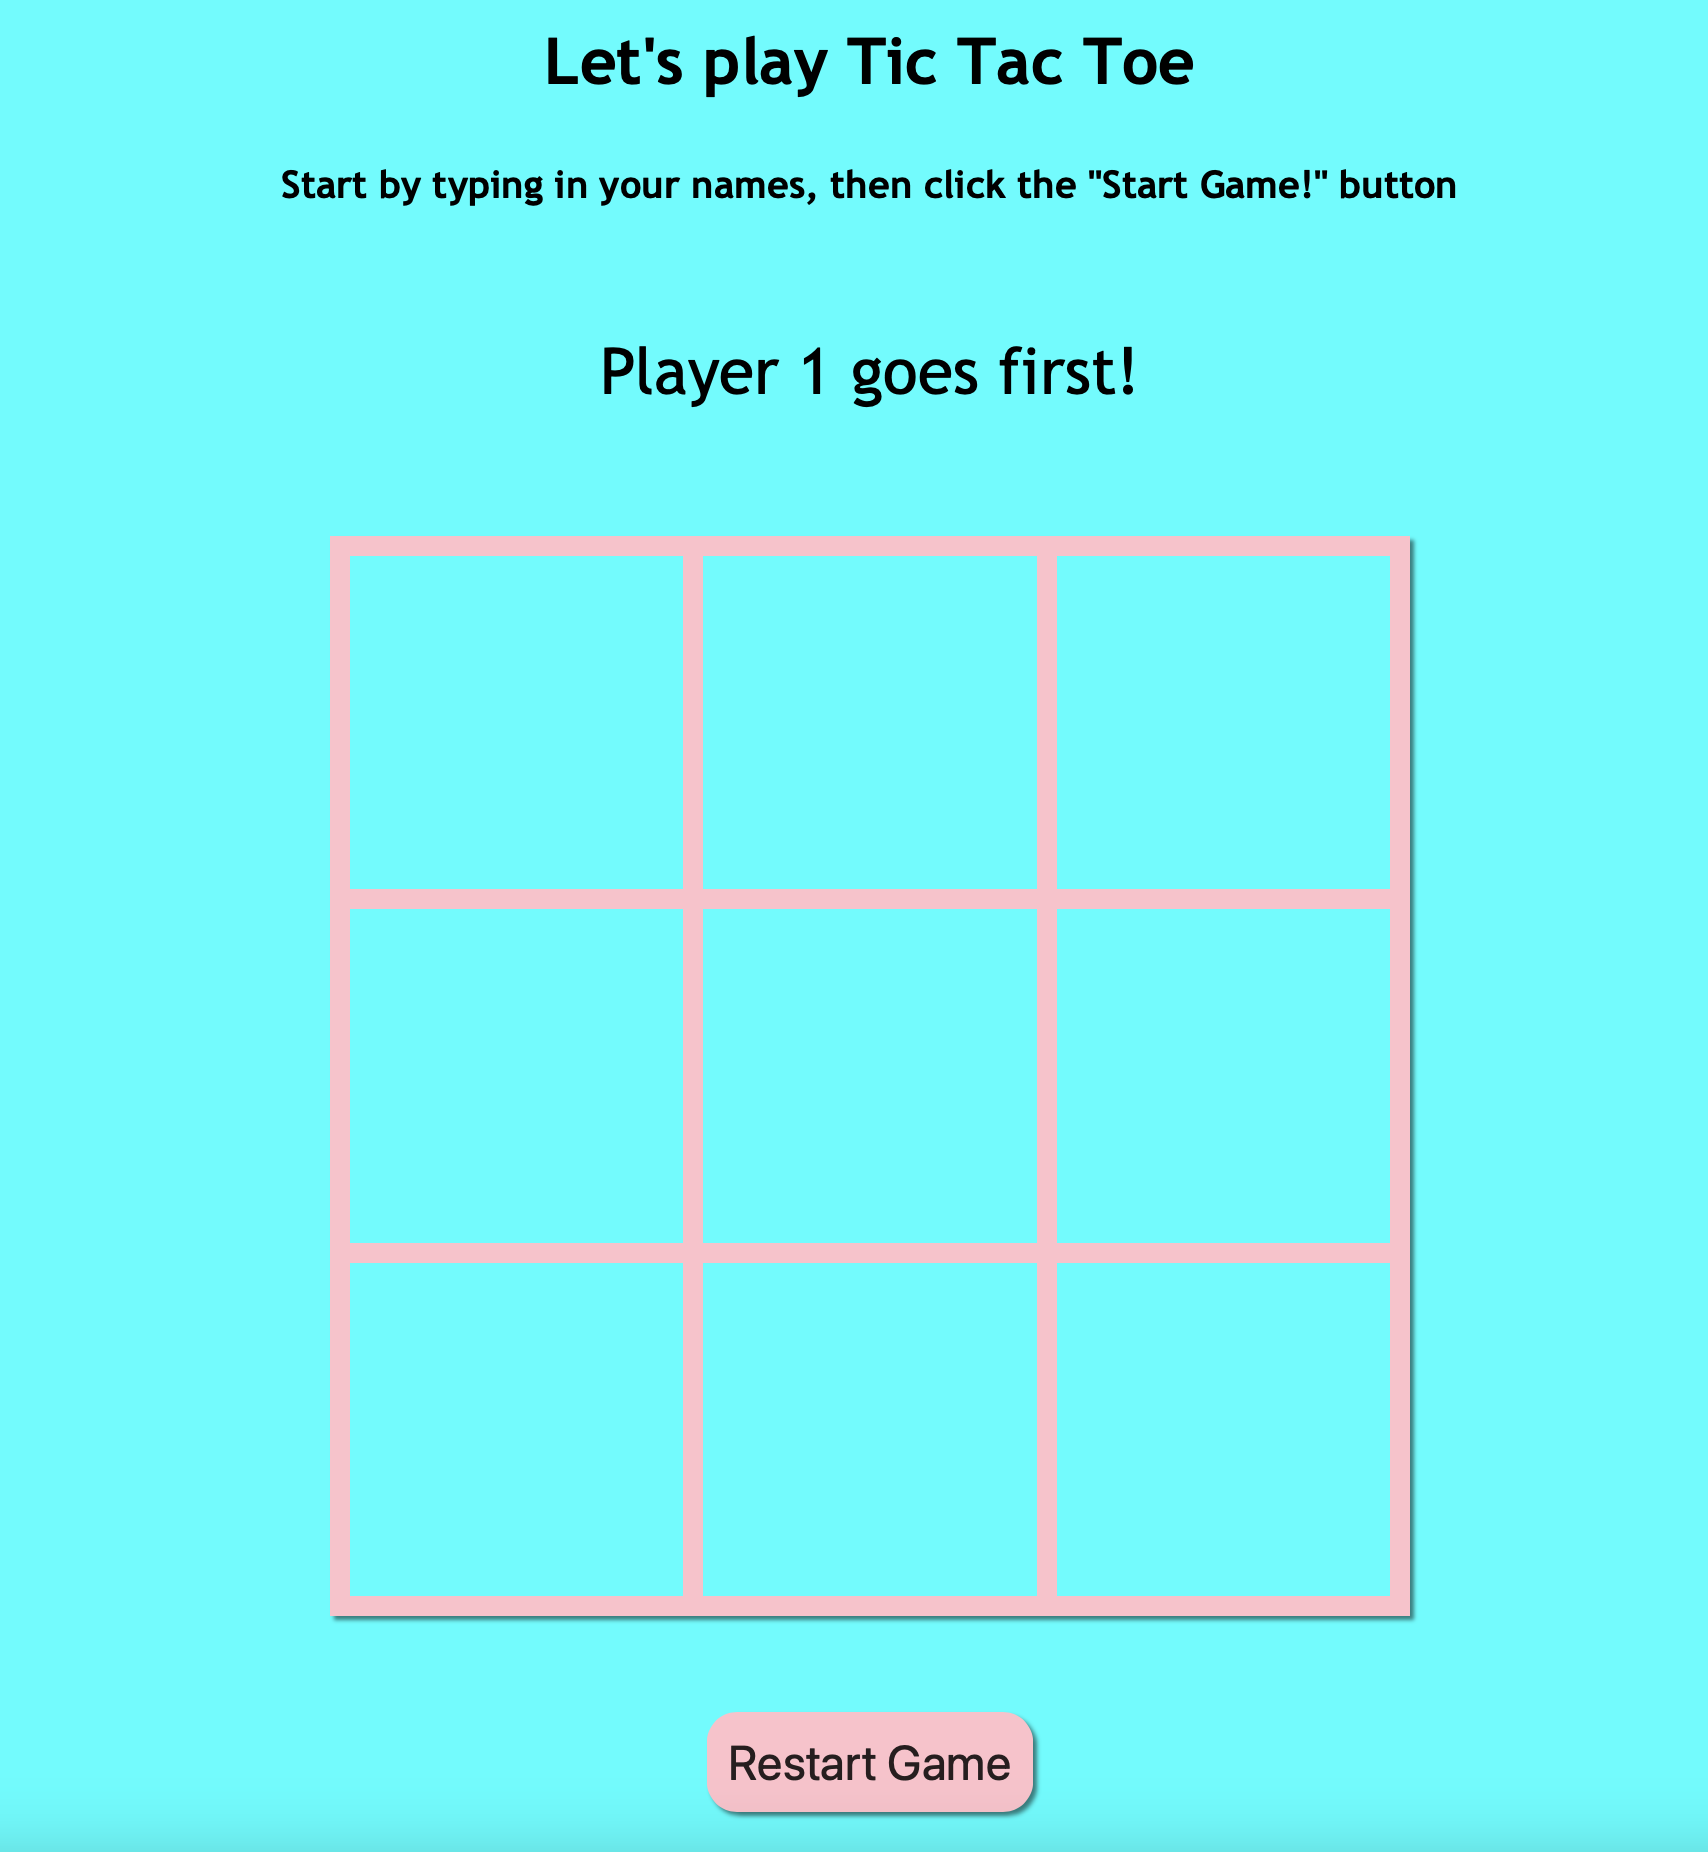 Let's play Tic Tac Toe
Start by typing in your names, then click the "Start Game!" button
Player 1 goes first!
Restart Game